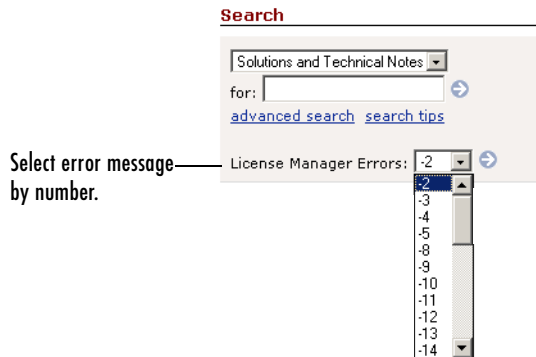 Search
Solutions and Technical Notes
for:
advanced search search tips
Select error message
by number.
License Manager Errors: -2
-2
-3
-4
-5
-8
-9
-10
-11
-12
-13
-14